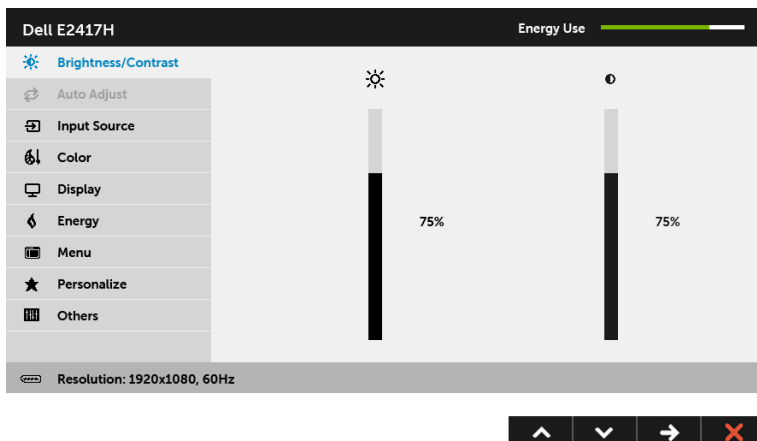 Dell E2417H
Energy Use
Brightness/Contrast
Auto Adjust
Input Source
Color
Display
Energy
75%
75%
Menu
Personalize
Others
Resolution: 1920x1080, 60Hz